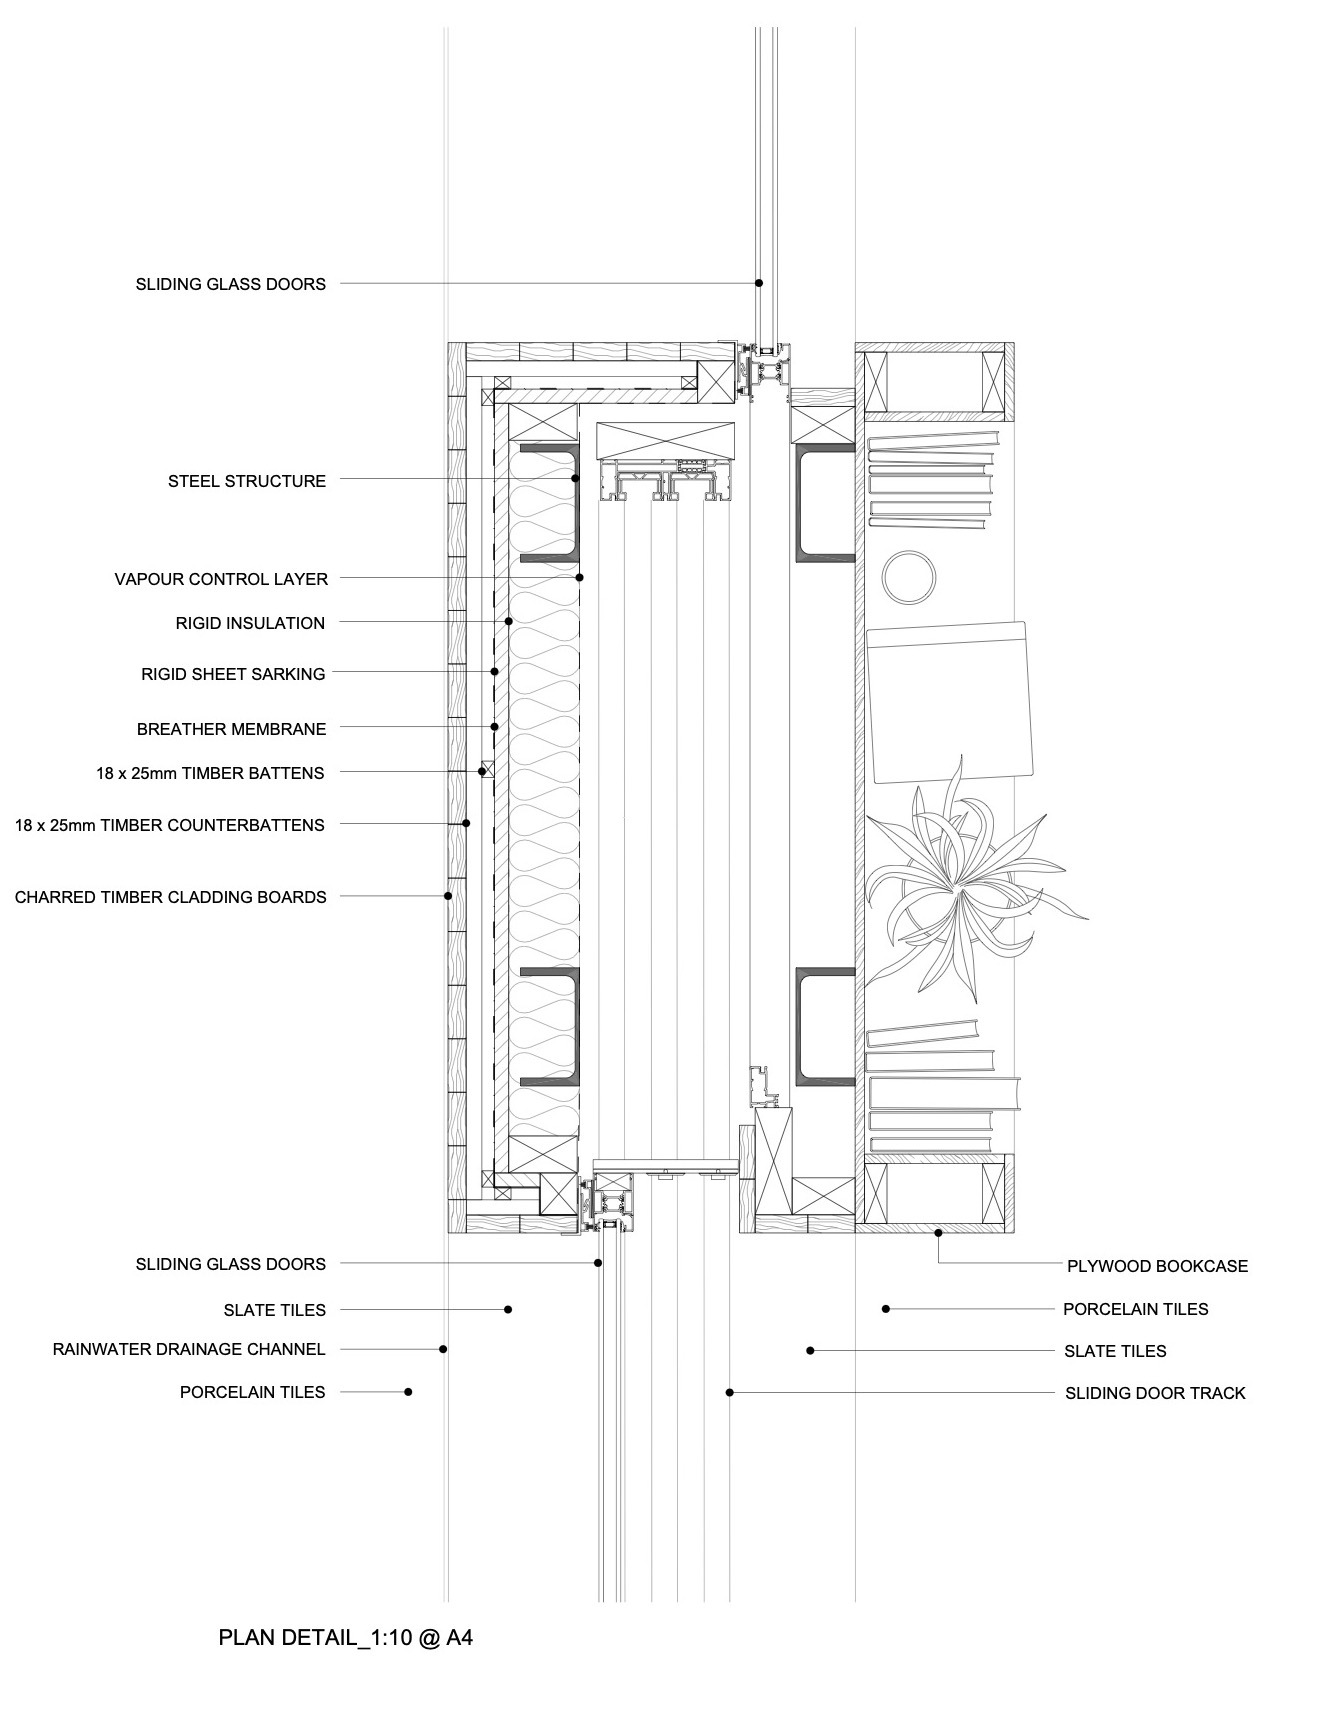 SLIDING GLASS DOORS
STEEL STRUCTURE
VAPOUR CONTROL LAYER
RIGID INSULATION
RIGID SHEET SARKING
BREATHER MEMBRANE
18 x 25mm TIMBER BATTENS
18 x 25mm TIMBER COUNTERBATTENS
CHARRED TIMBER CLADDING BOARDS
SLIDING GLASS DOORS
SLATE TILES
RAINWATER DRAINAGE CHANNEL
PORCELAIN TILES
PLYWOOD BOOKCASE
PORCELAIN TILES
SLATE TILES
SLIDING DOOR TRACK
PLAN DETAIL_1:10 @ A4